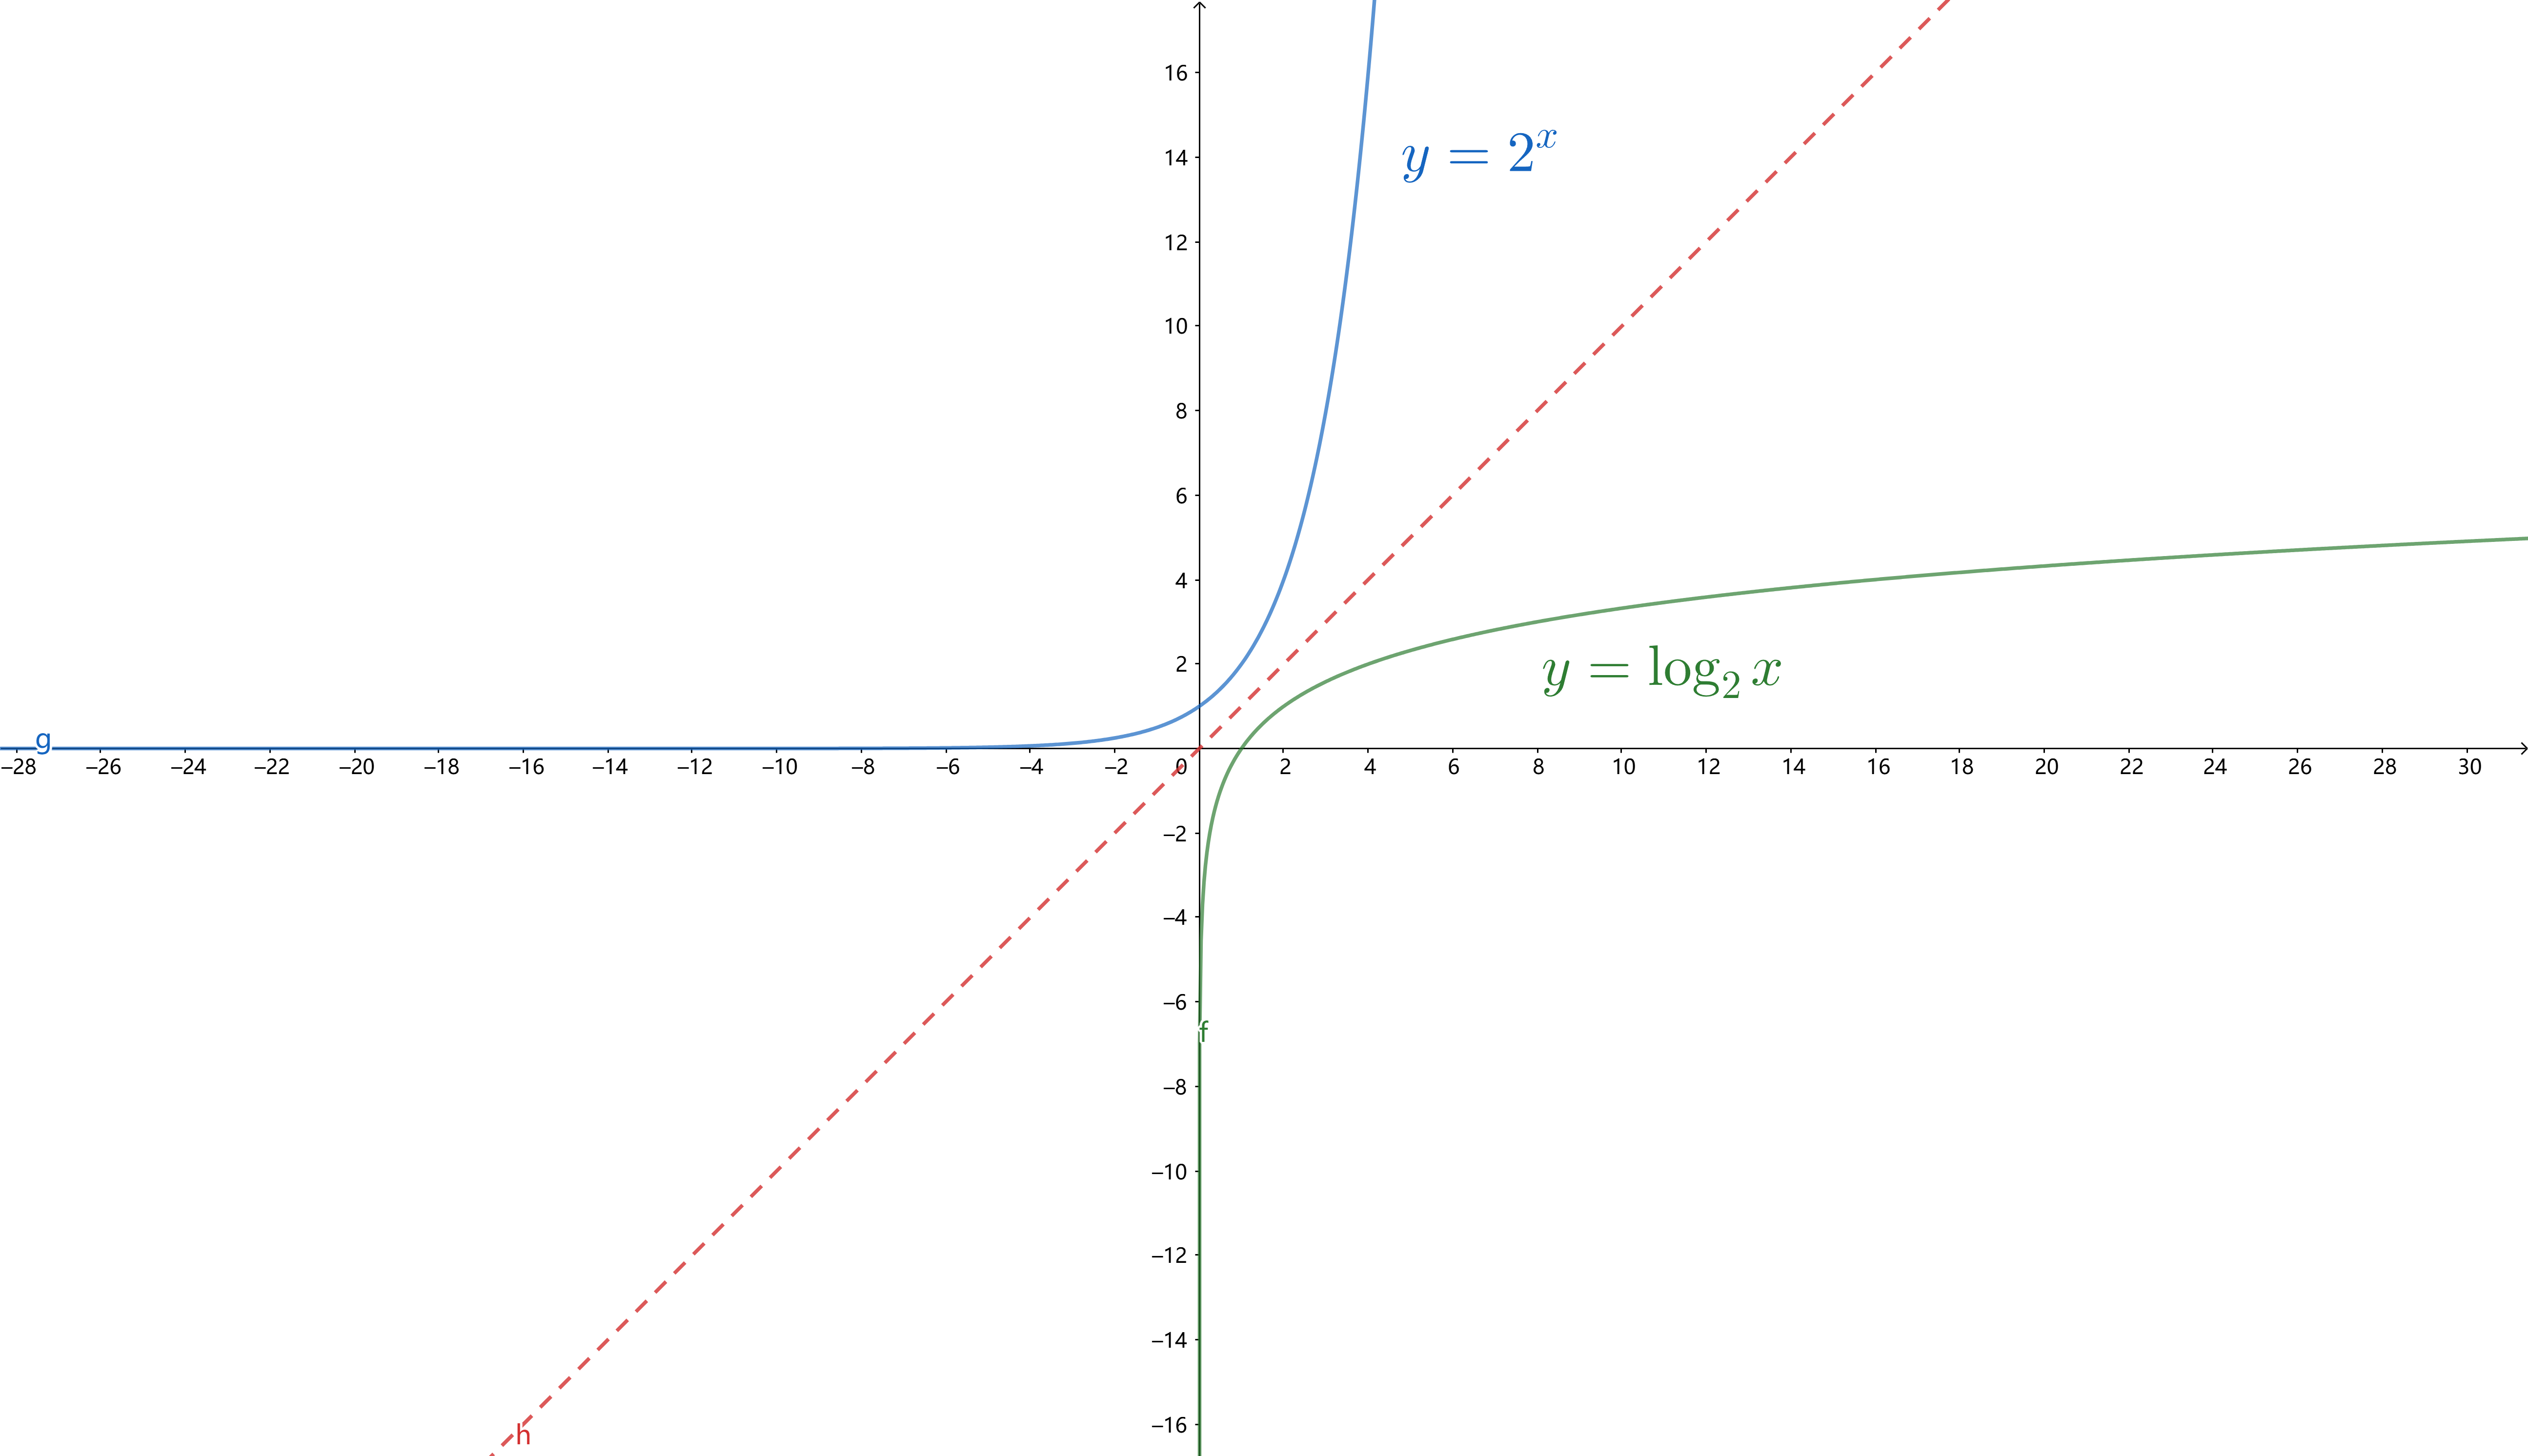 16
y = 2^x
14
12
10
8
6
4
2
y = log₂ x
g
–28 –26 –24 –22 –20 –18 –16 –14 –12 –10 –8 –6 –4 –2 0 2 4 6 8 10 12 14 16 18 20 22 24 26 28 30
–2
–4
–6
f
–8
–10
–12
–14
–16
h